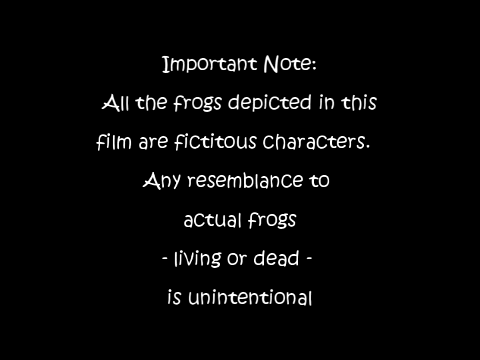 Important Note:
All the frogs depicted in this
film are fictitous characters.
Any resemblance to
actual frogs
- living or dead -
is unintentional